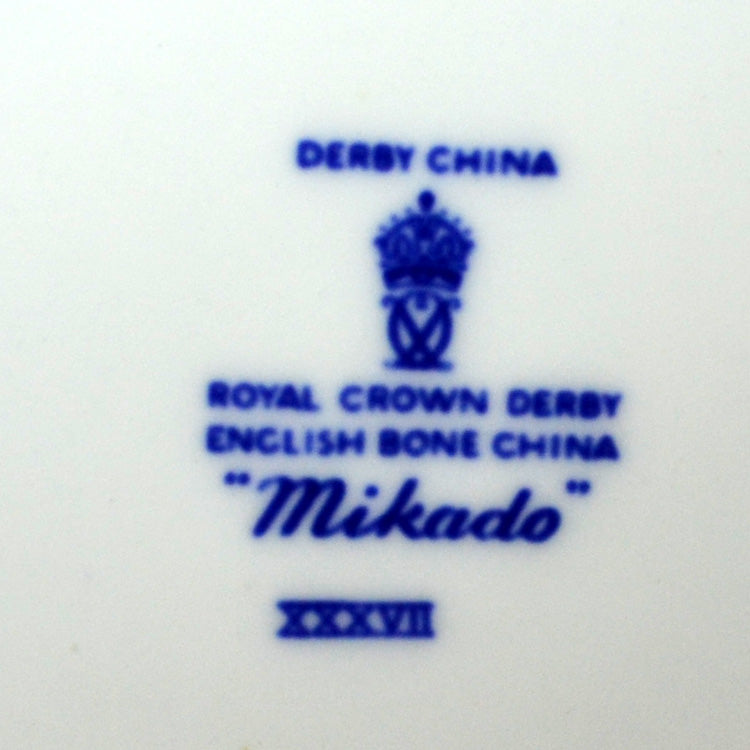 DERBY CHINA
ROYAL CROWN DERBY
ENGLISH BONE CHINA
"Mikado"
XXXVII